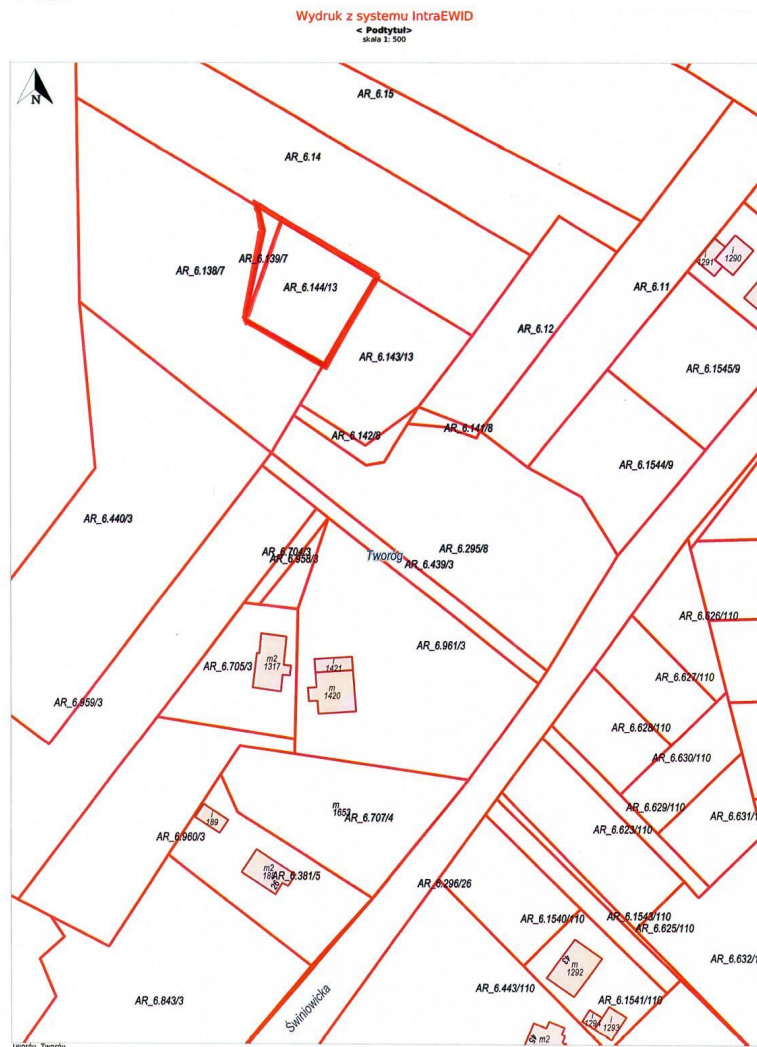 Wydruk z systemu IntraEWID
< Podtytuł>
skala 1: 500
N
AR_6.15
AR_6.14
AR_6.139/7
AR_6.138/7
AR_6.144/13
1291
i
1290
AR_6.11
AR_6.12
AR_6.143/13
AR_6.1545/9
AR_6.142/8
AR_6.141/8
AR_6.1544/9
AR_6.440/3
AR_6.295/8
AR_6.704/3
AR_6.958/3
Tworóg
AR_6.439/3
AR_6.626/110
AR_6.961/3
m2
1317
AR_6.705/3
i
1421
m
1420
AR_6.627/110
AR_6.959/3
AR_6.628/110
AR_6.630/110
AR_6.629/110
AR_6.631/1
m
1653
AR_6.707/4
i
189
AR_6.960/3
AR_6.623/110
m2
AR_6.381/5
26
AR_6.296/26
AR_6.1540/110
AR_6.1543/110
AR_6.625/110
AR_6.632/1
43
m
1292
AR_6.443/110
AR_6.843/3
AR_6.1541/110
Świniowicka
1294
i
1293
m2